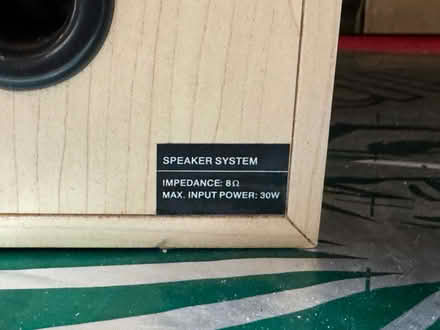 SPEAKER SYSTEM
IMPEDANCE: 8Ω
MAX. INPUT POWER: 30W